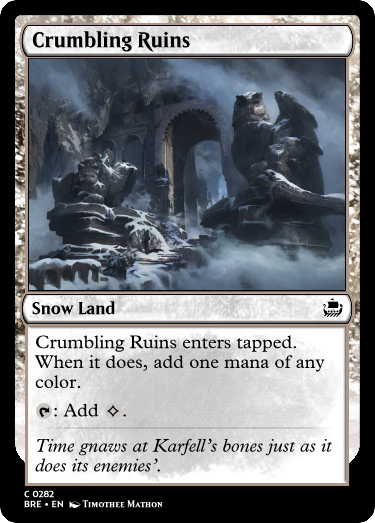 Crumbling Ruins
Snow Land
Crumbling Ruins enters tapped.
When it does, add one mana of any
color.
: Add .
Time gnaws at Karfell's bones just as it
does its enemies'.
C 0282
BRE • EN Timothee Mathon